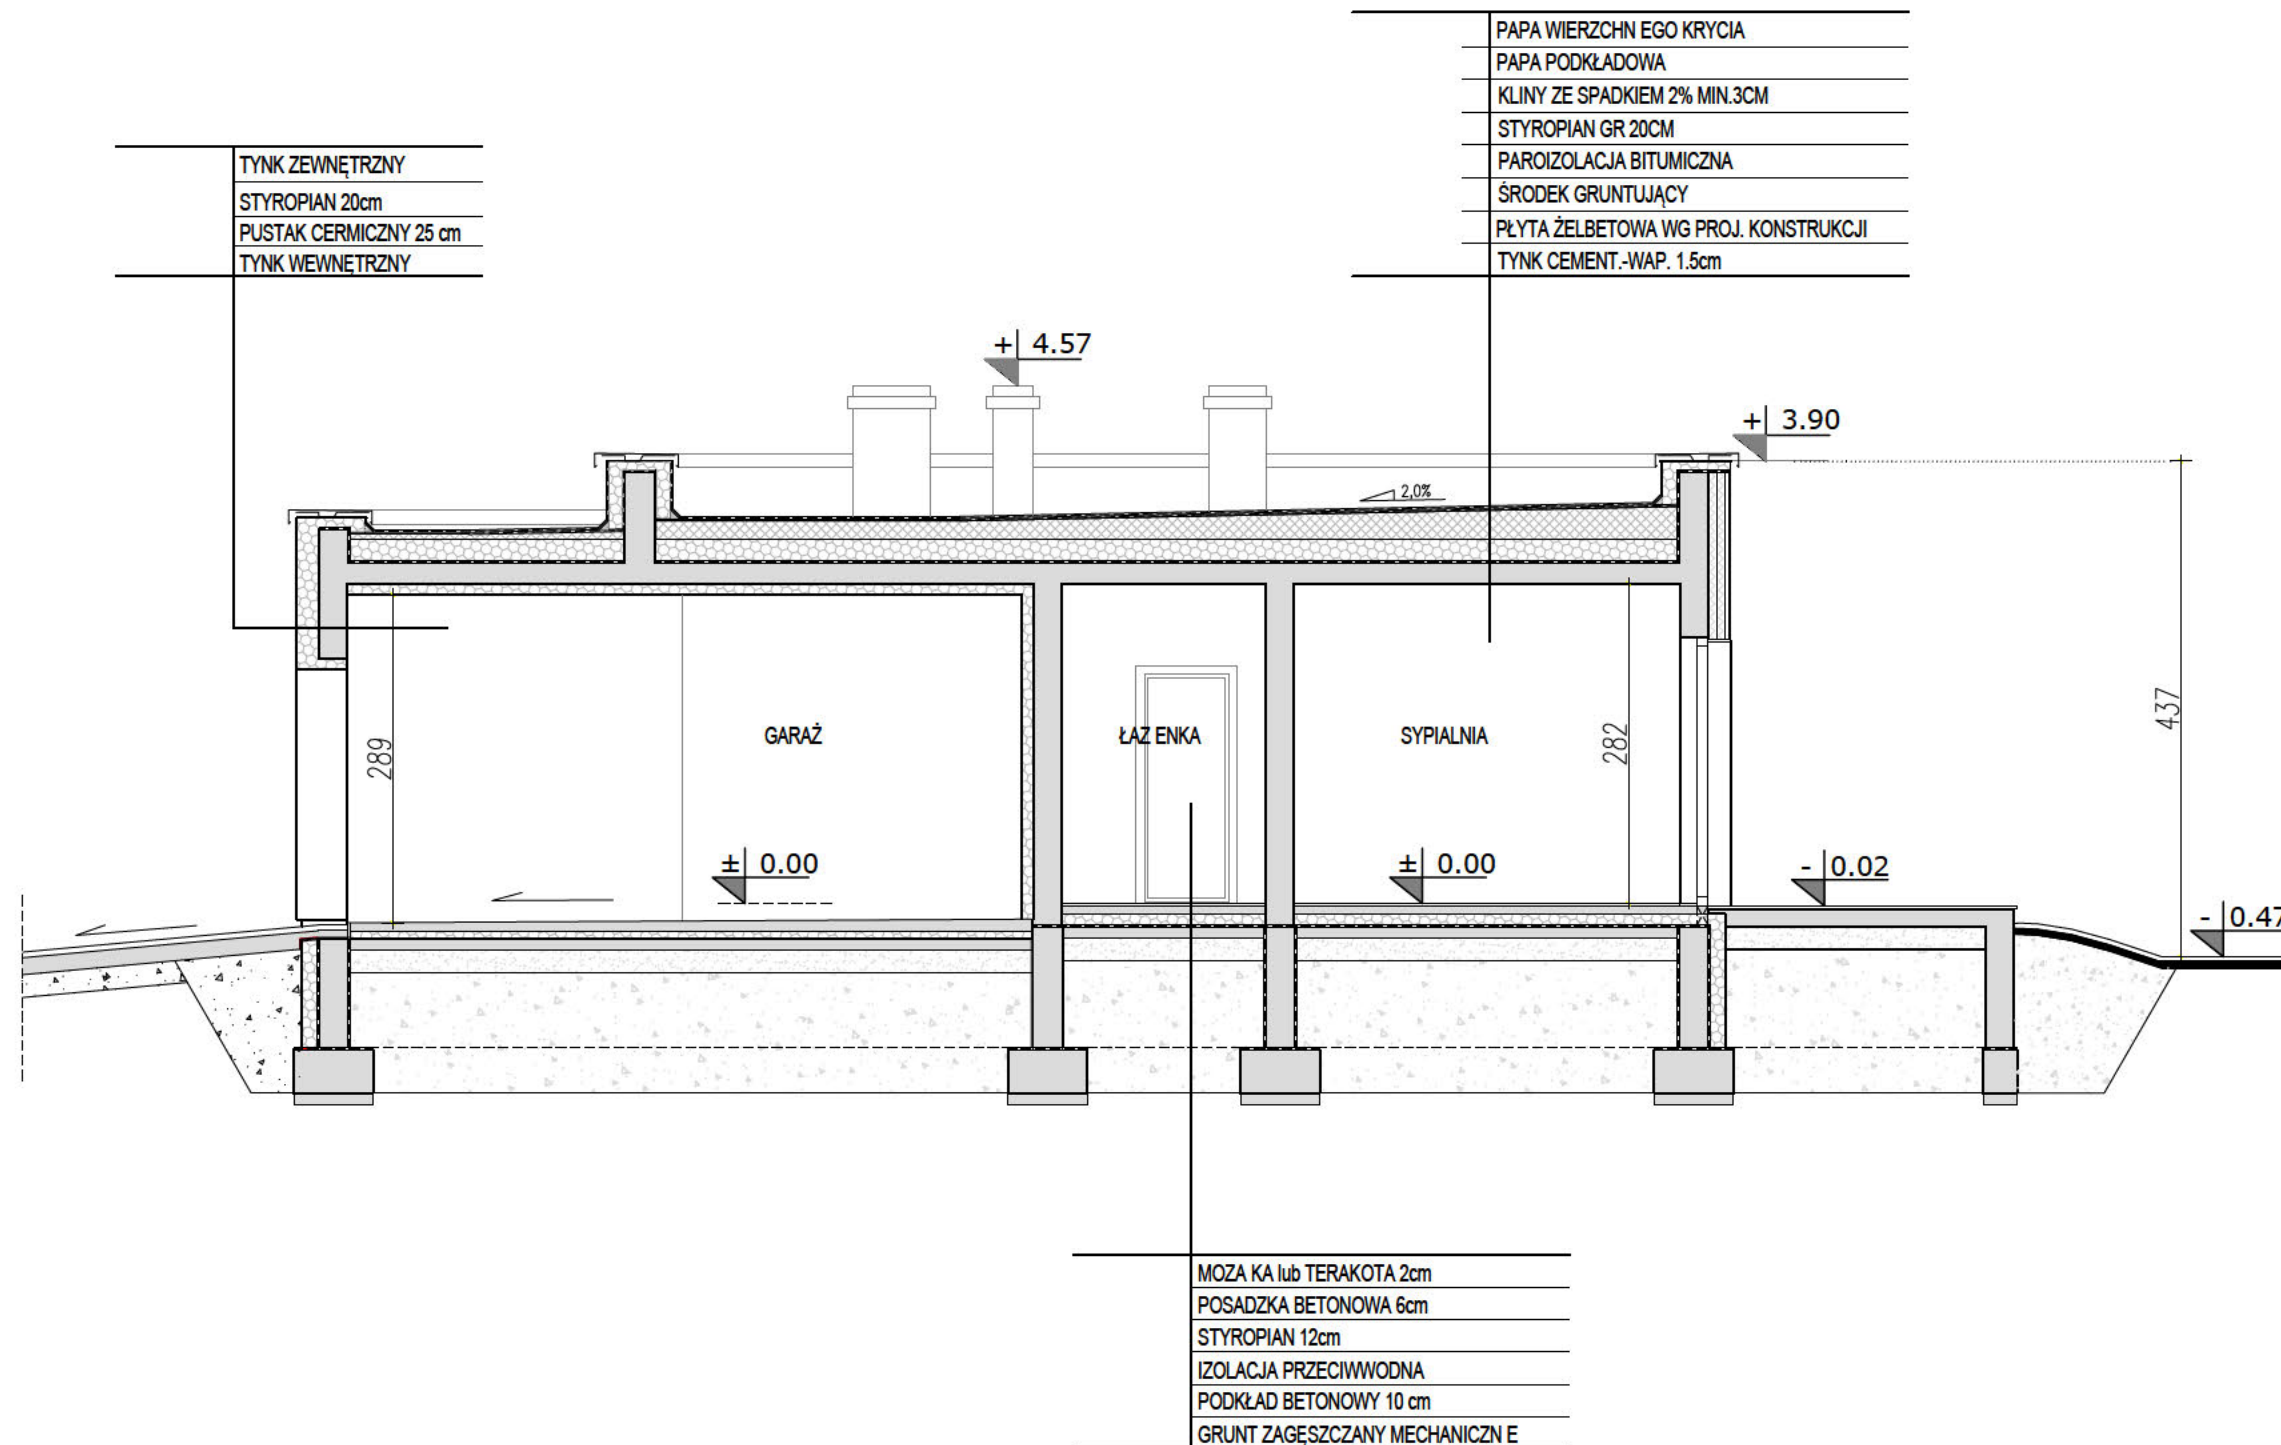 PAPA WIERZCHN EGO KRYCIA
PAPA PODKŁADOWA
KLINY ZE SPADKIEM 2% MIN.3CM
STYROPIAN GR 20CM
PAROIZOLACJA BITUMICZNA
ŚRODEK GRUNTUJĄCY
PŁYTA ŻELBETOWA WG PROJ. KONSTRUKCJI
TYNK CEMENT.-WAP. 1.5cm
TYNK ZEWNĘTRZNY
STYROPIAN 20cm
PUSTAK CERMICZNY 25 cm
TYNK WEWNĘTRZNY
+ 4.57
+ 3.90
2,0%
437
GARAŻ
ŁAZ ENKA
SYPIALNIA
289
282
± 0.00
± 0.00
- 0.02
- 0.47
MOZA KA lub TERAKOTA 2cm
POSADZKA BETONOWA 6cm
STYROPIAN 12cm
IZOLACJA PRZECIWWODNA
PODKŁAD BETONOWY 10 cm
GRUNT ZAGĘSZCZANY MECHANICZN E